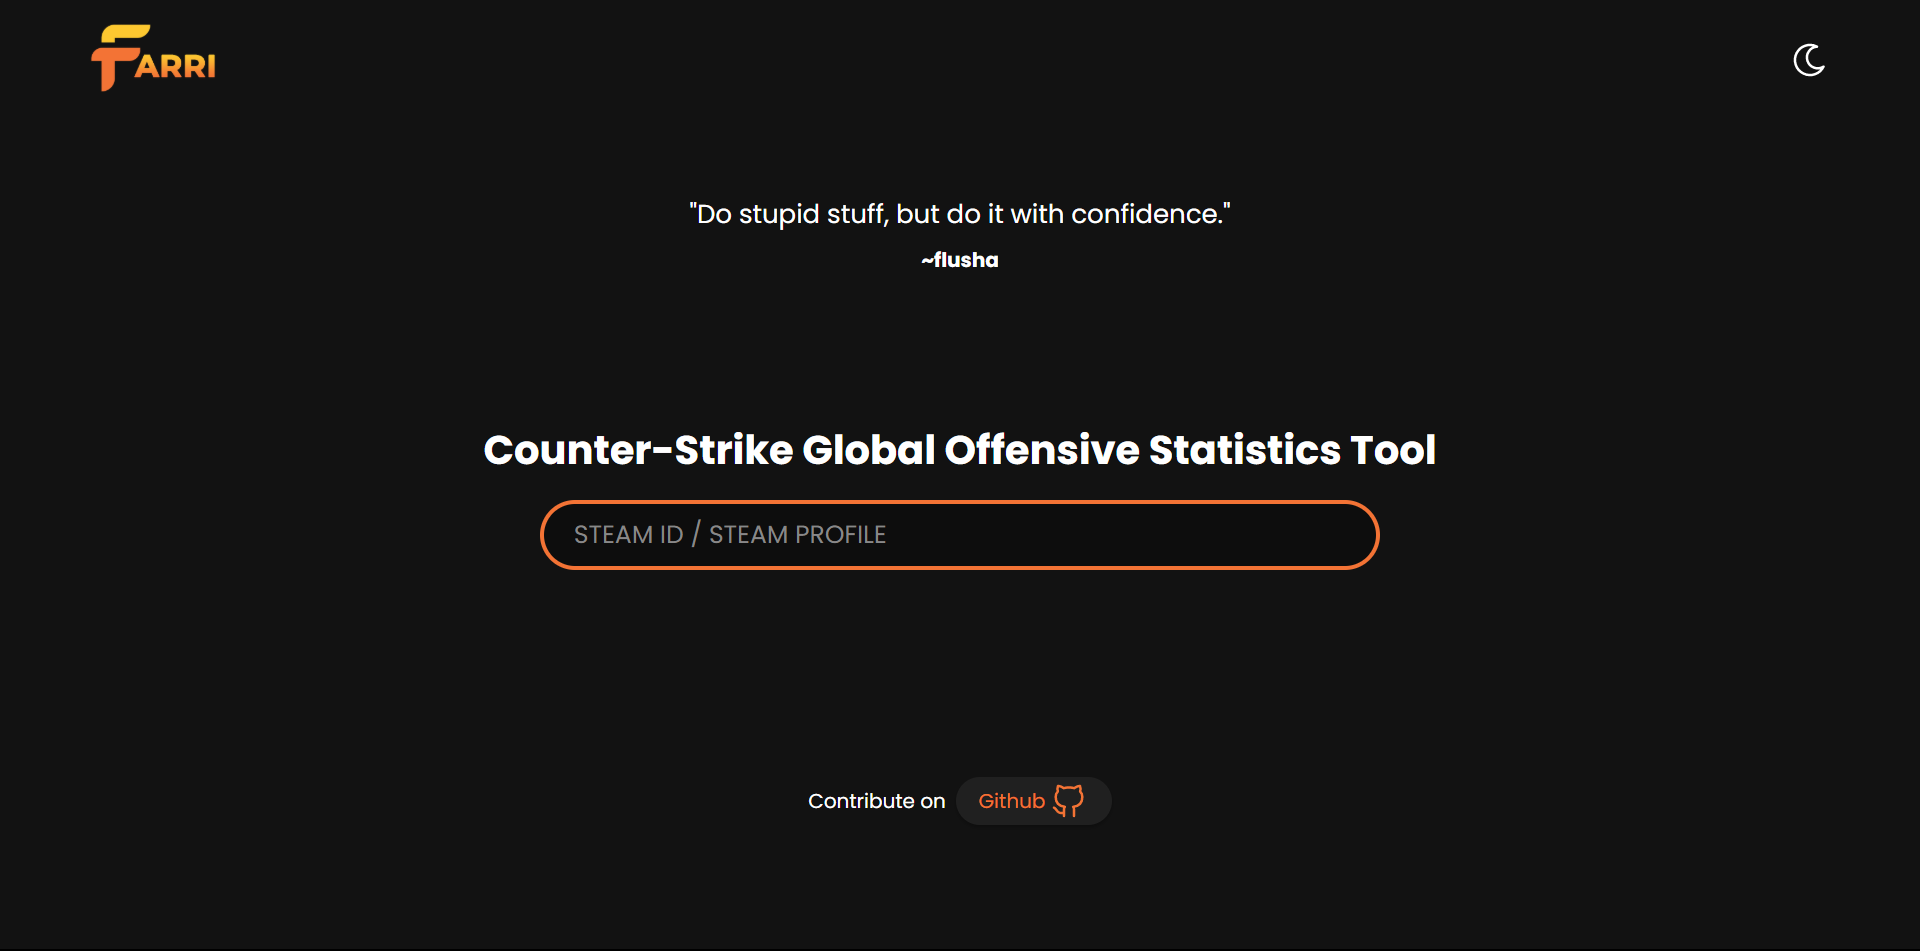 FARRI
"Do stupid stuff, but do it with confidence."
~flusha
Counter-Strike Global Offensive Statistics Tool
STEAM ID / STEAM PROFILE
Contribute on Github